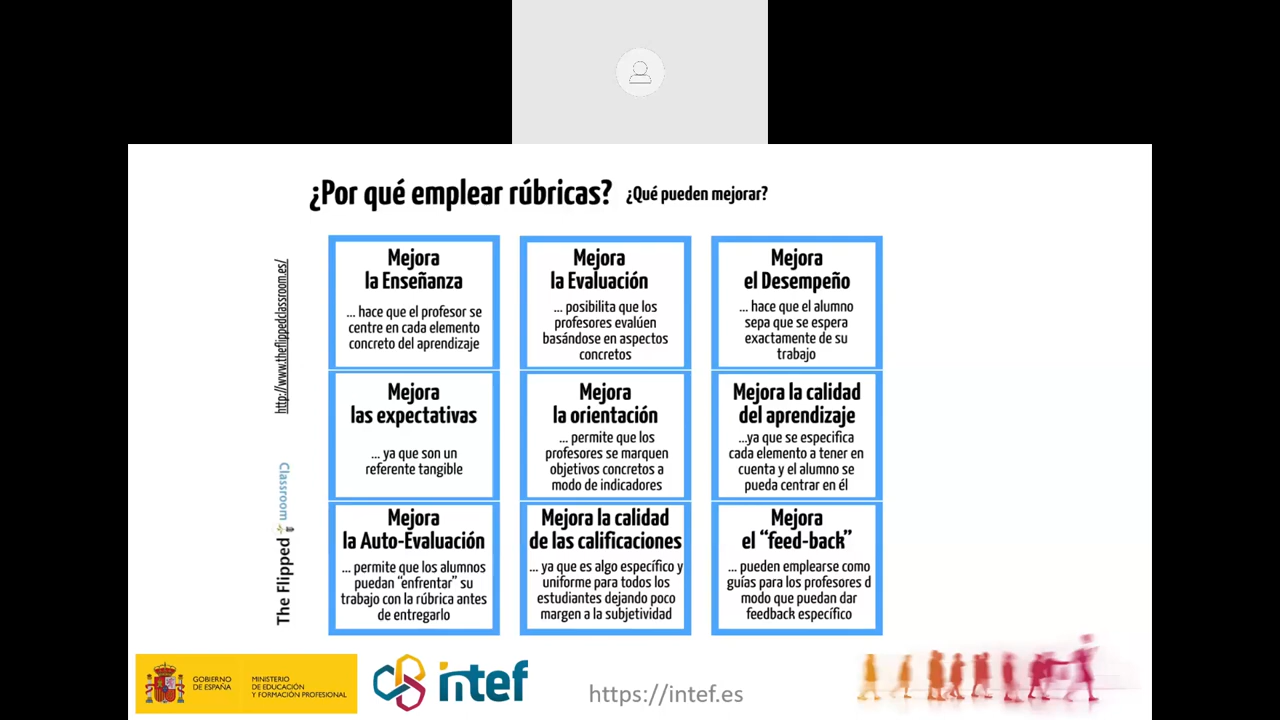 ¿Por qué emplear rúbricas? ¿Qué pueden mejorar?
http://www.theflippedclassroom.es/
The Flipped Classroom
Mejora
la Enseñanza
... hace que el profesor se
centre en cada elemento
concreto del aprendizaje
Mejora
la Evaluación
... posibilita que los
profesores evalúen
basándose en aspectos
concretos
Mejora
el Desempeño
... hace que el alumno
sepa que se espera
exactamente de su
trabajo
Mejora
las expectativas
... ya que son un
referente tangible
Mejora
la orientación
... permite que los
profesores se marquen
objetivos concretos a
modo de indicadores
Mejora la calidad
del aprendizaje
...ya que se especifica
cada elemento a tener en
cuenta y el alumno se
pueda centrar en él
Mejora
la Auto-Evaluación
... permite que los alumnos
puedan “enfrentar” su
trabajo con la rúbrica antes
de entregarlo
Mejora la calidad
de las calificaciones
... ya que es algo específico y
uniforme para todos los
estudiantes dejando poco
margen a la subjetividad
Mejora
el “feed-back”
... pueden emplearse como
guías para los profesores d
modo que puedan dar
feedback específico
GOBIERNO
DE ESPAÑA
MINISTERIO
DE EDUCACIÓN
Y FORMACIÓN PROFESIONAL
intef
https://intef.es